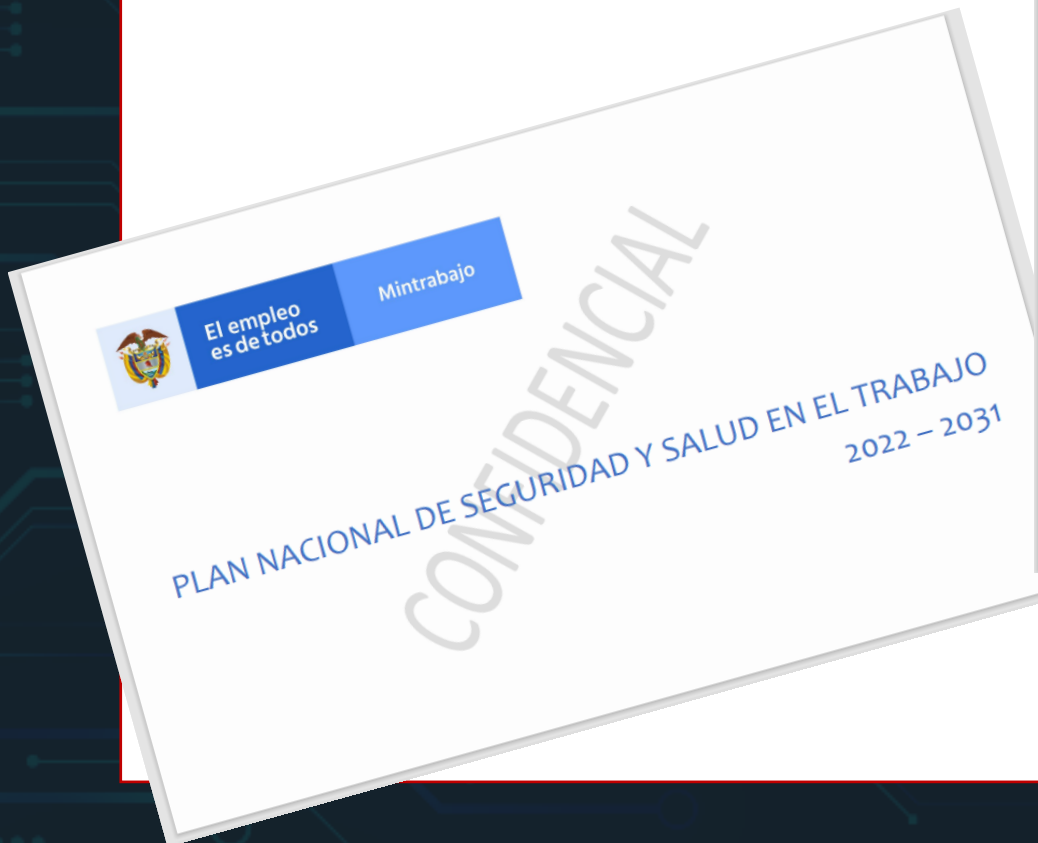 El empleo
es de todos
Mintrabajo
CONFIDENCIAL
PLAN NACIONAL DE SEGURIDAD Y SALUD EN EL TRABAJO
2022 – 2031